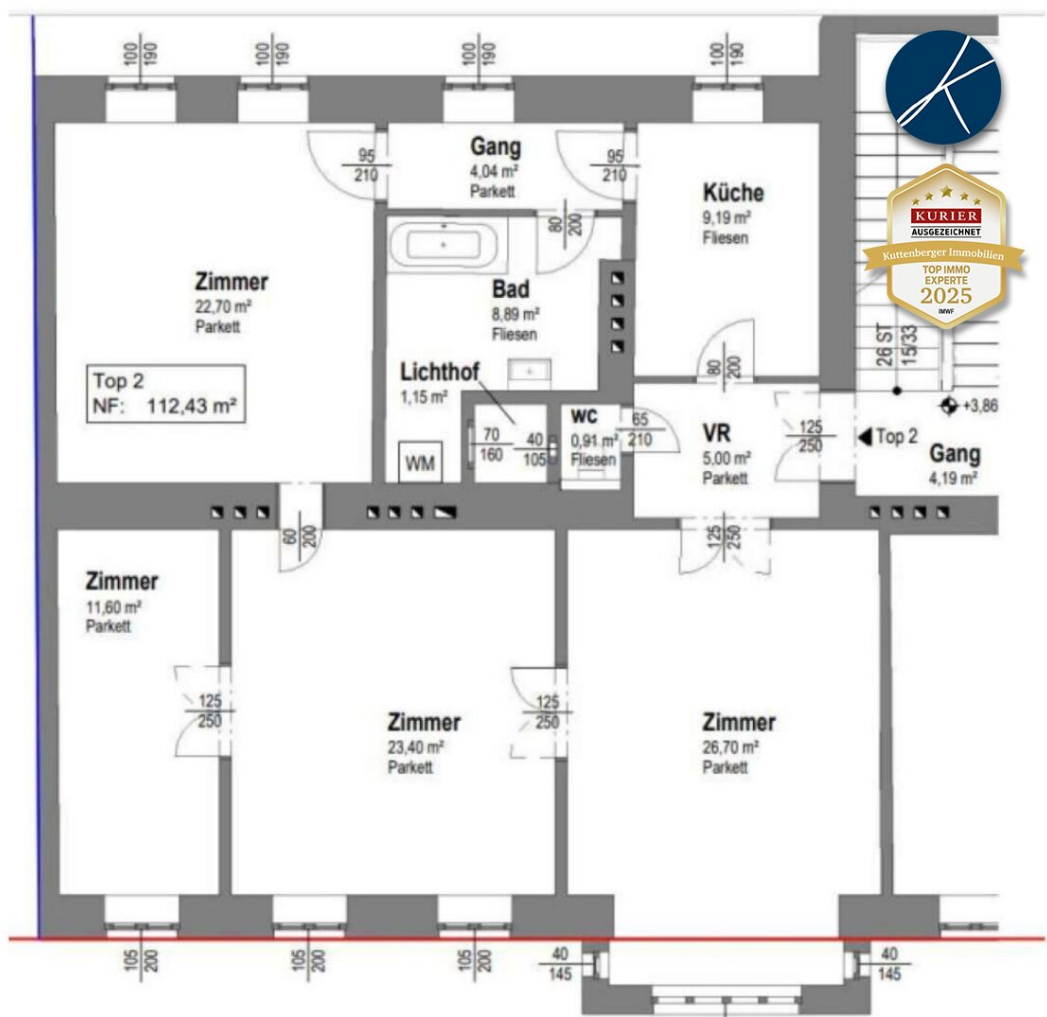 100
190
100
190
100
190
100
190
95
210
Gang
4,04 m²
Parkett
95
210
Küche
9,19 m²
Fliesen
80
200
KURIER
AUSGEZEICHNET
Kuttenberger Immobilien
TOP IMMO
EXPERTE
2025
IMWF
Zimmer
22,70 m²
Parkett
Bad
8,89 m²
Fliesen
26 ST
15/33
Top 2
NF: 112,43 m²
Lichthof
1,15 m²
80
200
+3,86
WC
0,91 m²
Fliesen
65
210
VR
5,00 m²
Parkett
125
250
Top 2
Gang
4,19 m²
70
160
40
105
WM
60
200
125
250
Zimmer
11,60 m²
Parkett
125
250
125
250
Zimmer
23,40 m²
Parkett
Zimmer
26,70 m²
Parkett
105
200
105
200
105
200
40
145
40
145